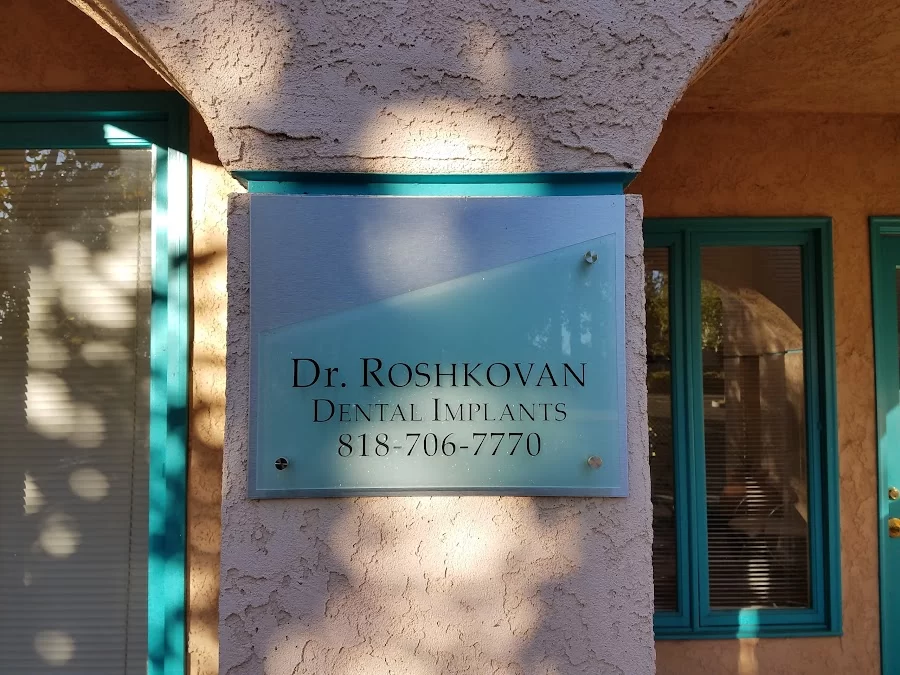 Dr. Roshkovan
Dental Implants
818-706-7770